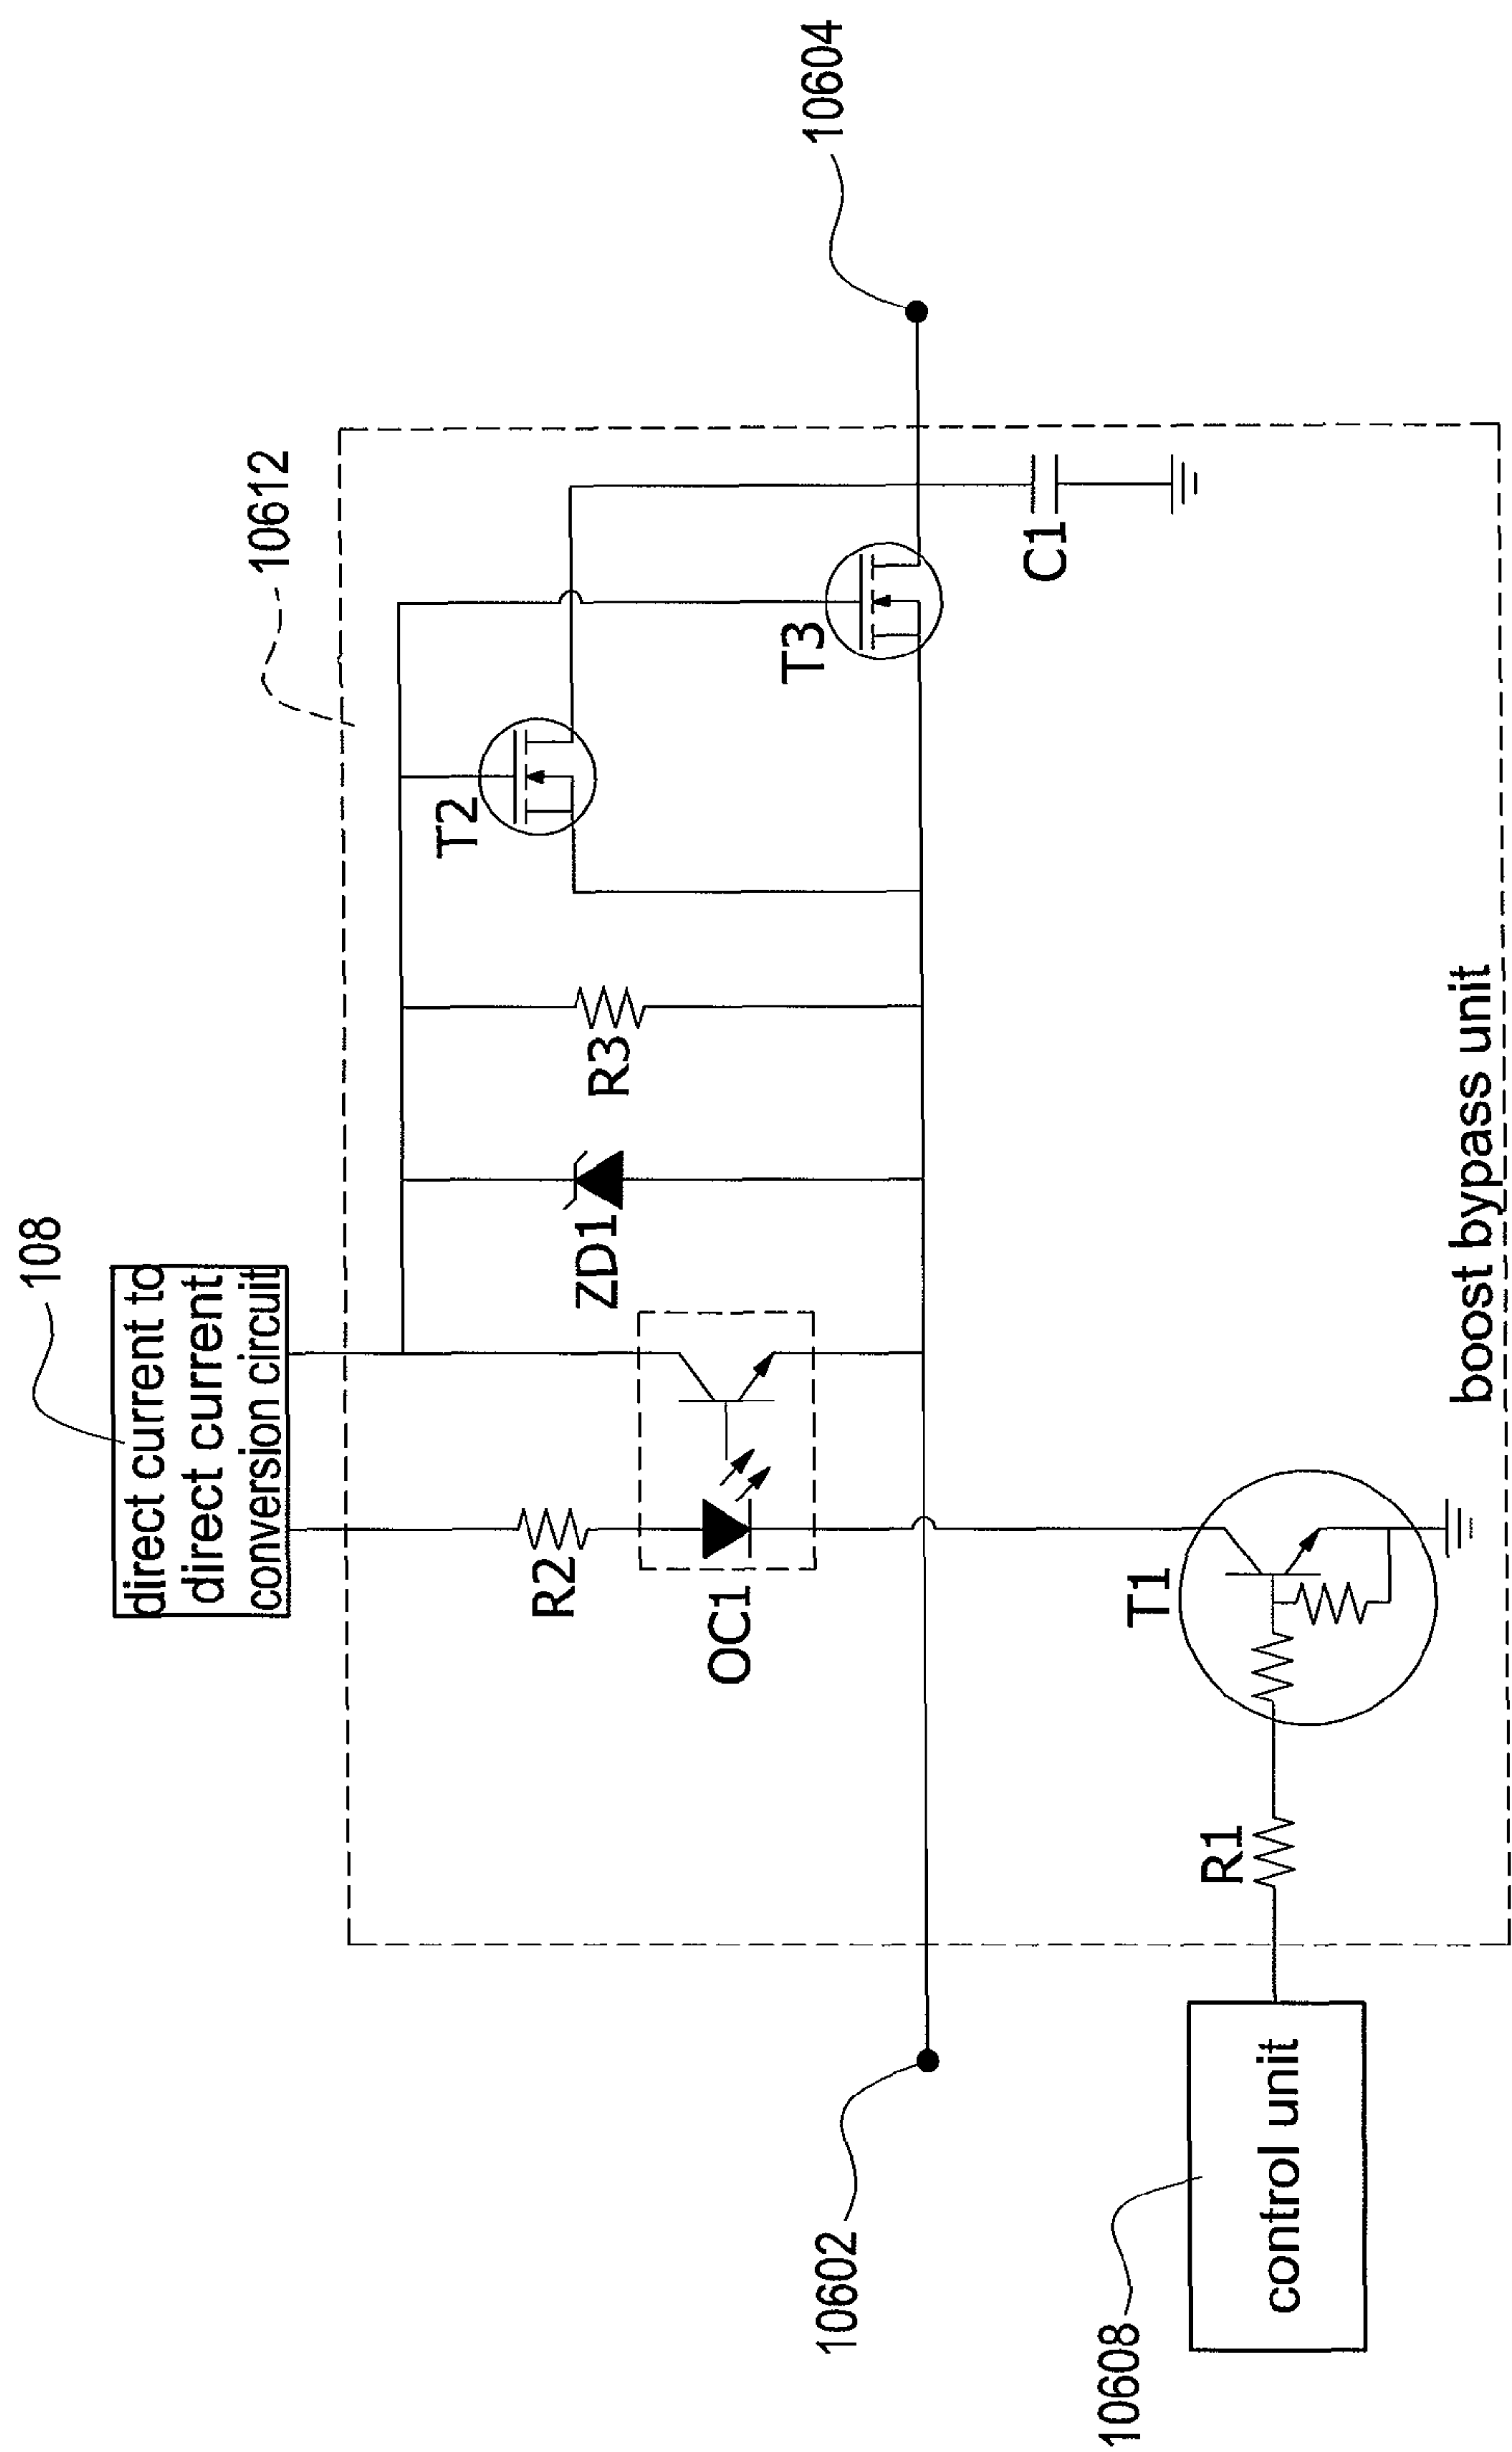 108
direct current to
direct current
conversion circuit
10612
10604
T2
R2
R3
ZD1
OC1
T3
C1
10602
T1
R1
10608
control unit
boost bypass unit